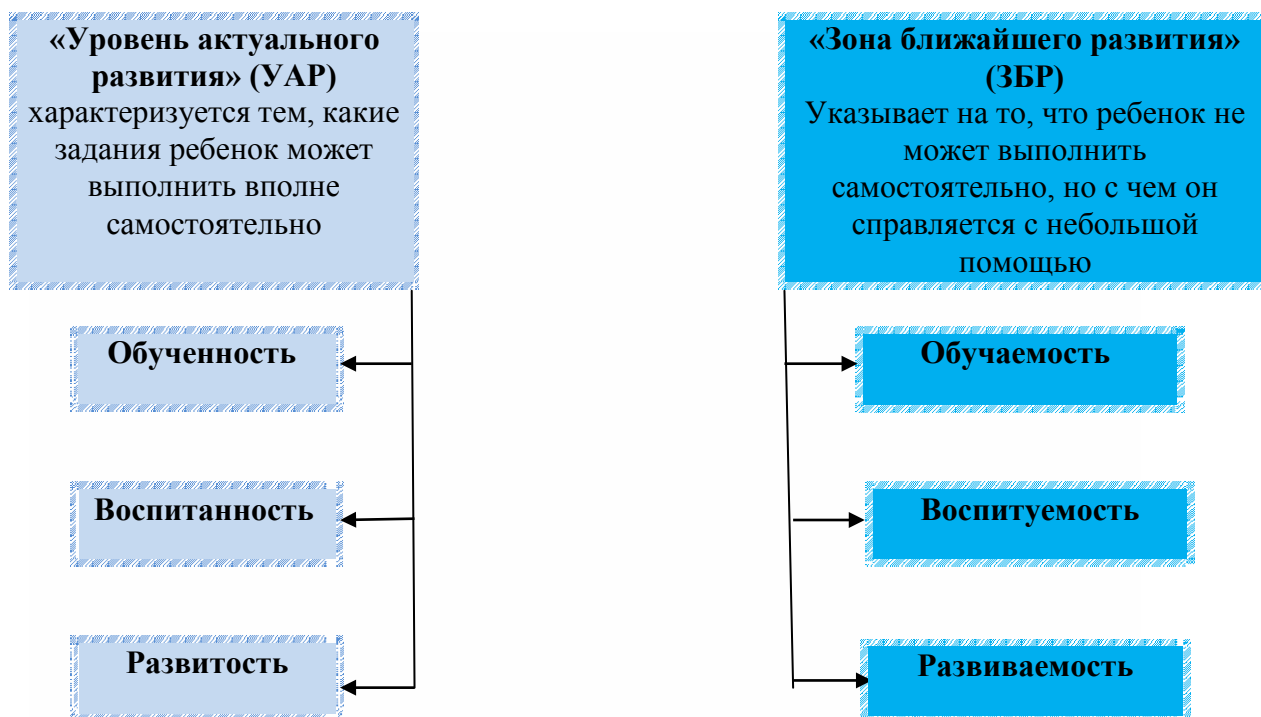 «Уровень актуального
развития» (УАР)
характеризуется тем, какие
задания ребенок может
выполнить вполне
самостоятельно
Обученность
Воспитанность
Развитость
«Зона ближайшего развития»
(ЗБР)
Указывает на то, что ребенок не
может выполнить
самостоятельно, но с чем он
справляется с небольшой
помощью
Обучаемость
Воспитуемость
Развиваемость